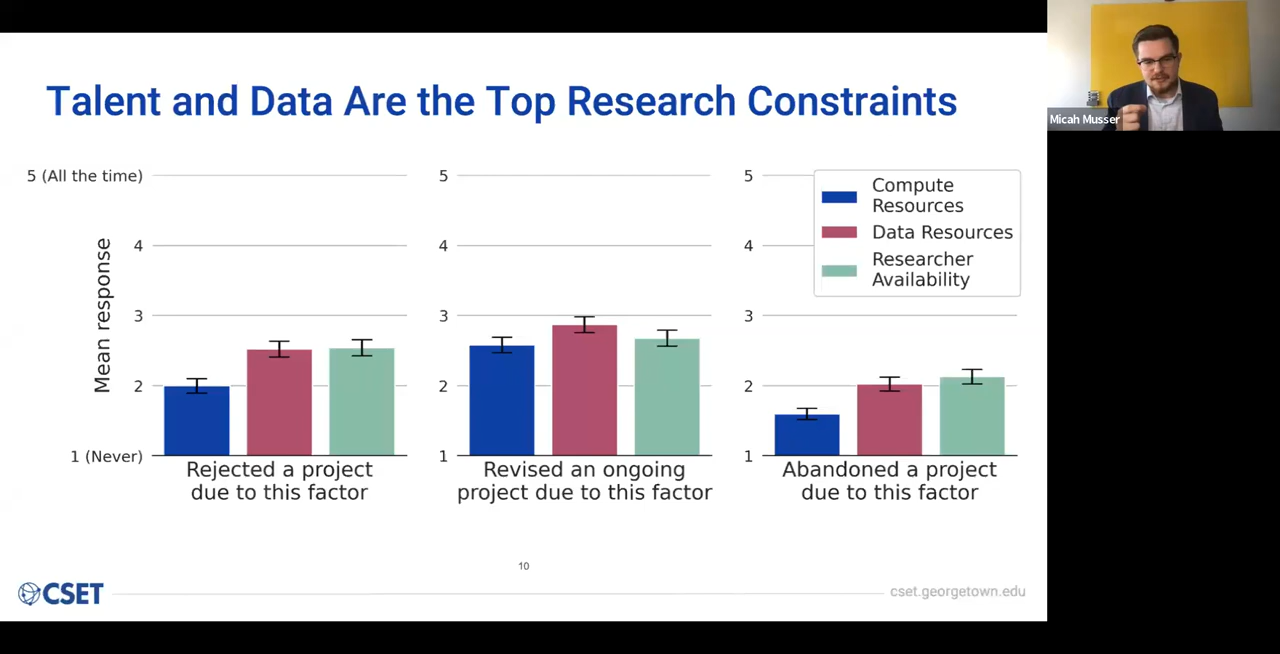 Talent and Data Are the Top Research Constraints
Micah Musser
5 (All the time)
4
3
2
1 (Never)
Mean response
Rejected a project
due to this factor
5
4
3
2
1
Revised an ongoing
project due to this factor
5
4
3
2
1
Abandoned a project
due to this factor
Compute
Resources
Data Resources
Researcher
Availability
10
CSET
cset.georgetown.edu